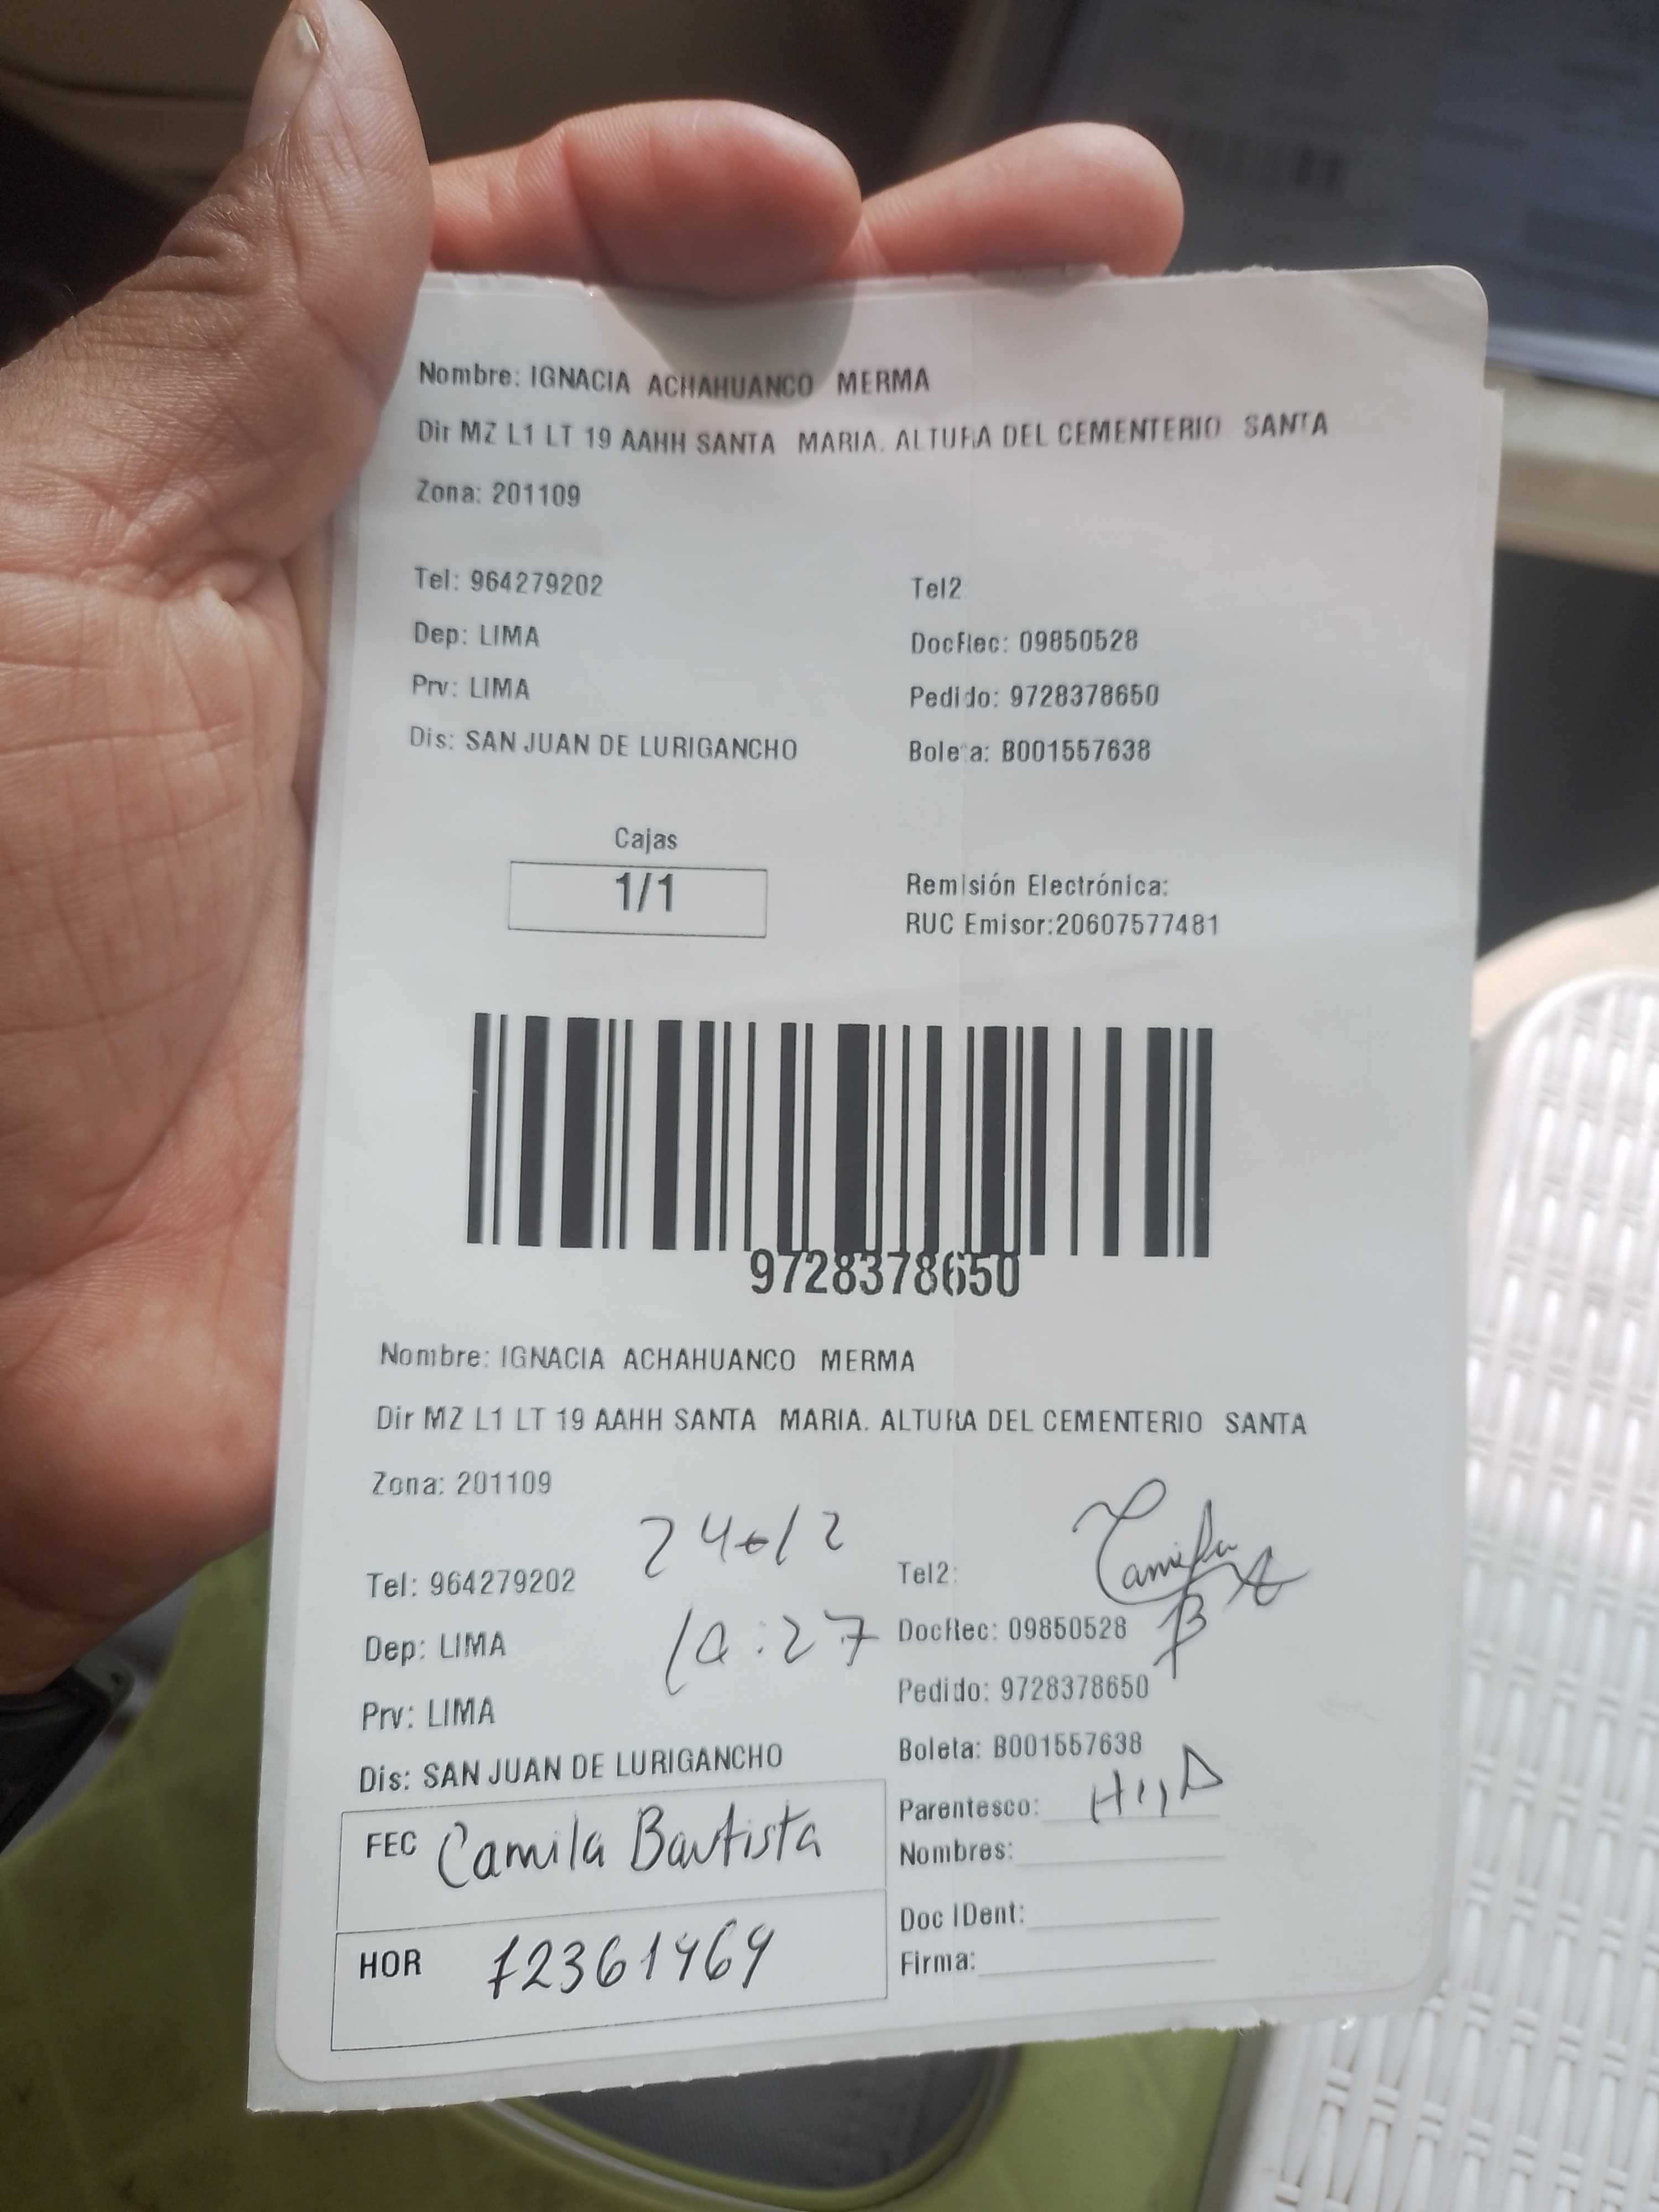 Nombre: IGNACIA ACHAHUANCO MERMA
Dir MZ L1 LT 19 AAHH SANTA MARIA. ALTURA DEL CEMENTERIO SANTA
Zona: 201109
Tel: 964279202
Tel2
Dep: LIMA
DocRec: 09850528
Prv: LIMA
Pedido: 9728378650
Dis: SAN JUAN DE LURIGANCHO
Boleta: B001557638
Cajas
1/1
Remisión Electrónica:
RUC Emisor:20607577481
9728378650
Nombre: IGNACIA ACHAHUANCO MERMA
Dir MZ L1 LT 19 AAHH SANTA MARIA. ALTURA DEL CEMENTERIO SANTA
Zona: 201109
Tel: 964279202
Tel2:
Camila
B
Dep: LIMA
:27
DocRec: 09850528
Prv: LIMA
Pedido: 9728378650
Dis: SAN JUAN DE LURIGANCHO
Boleta: B001557638
FEC Camila Bautista
Parentesco: HIJA
Nombres:
HOR 72361469
Doc IDent:
Firma: